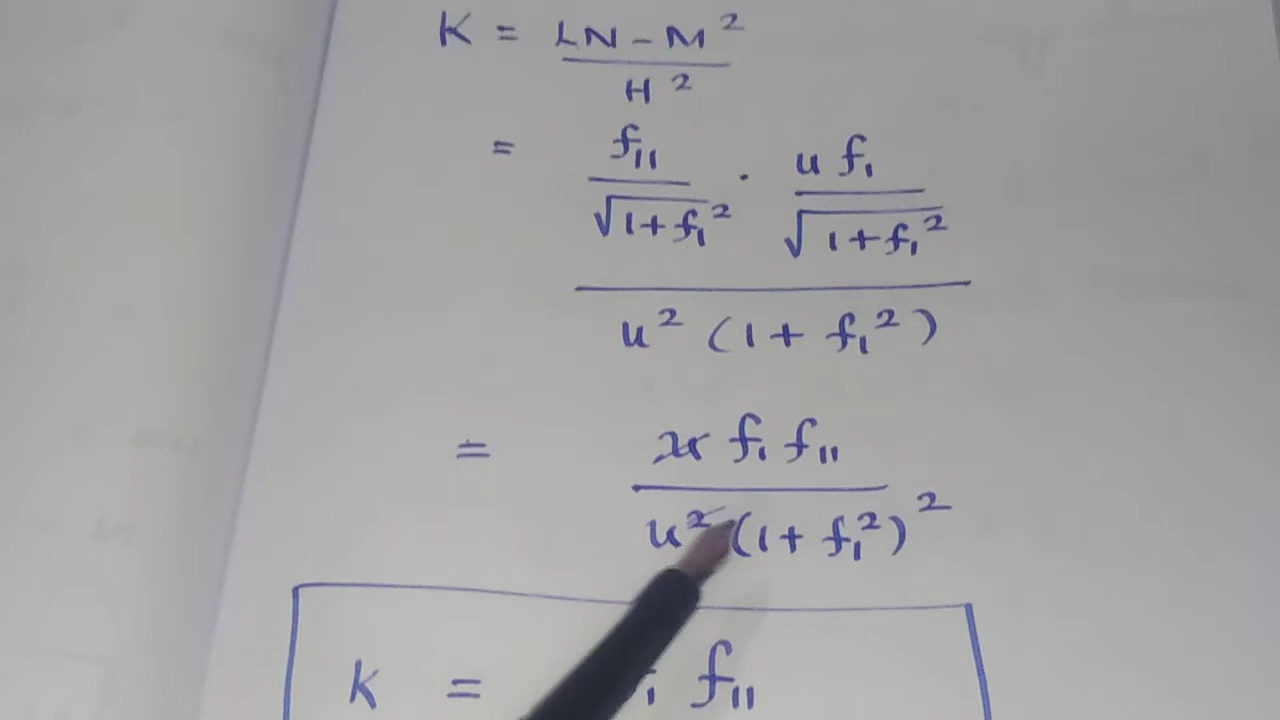 K = LN - M²
H²
= f₁₁ / √1+f₁² · u f₁ / √1+f₁²
u² (1 + f₁²)
= u f₁ f₁₁
u² (1 + f₁²)²
K = f₁₁